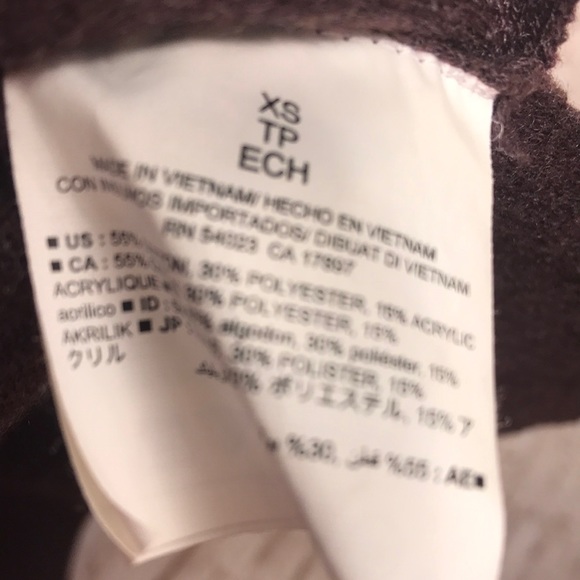 XS
TP
ECH
MADE IN VIETNAM/ HECHO EN VIETNAM
CON IMPORTADOS/ DIBUAT DI VIETNAM
RN 54023 CA 17897
■ US : 55% 30% POLYESTER, 15% ACRYLIC
■ CA : 55% 30% POLYESTER, 15%
ACRYLIQUE
acrílico ■ ID : algodón, 30% poliéster, 15%
AKRILIK ■ JP 30% POLISTER, 15%
クリル ポリエステル, 15% ア
%30, قطن %55 : AE■